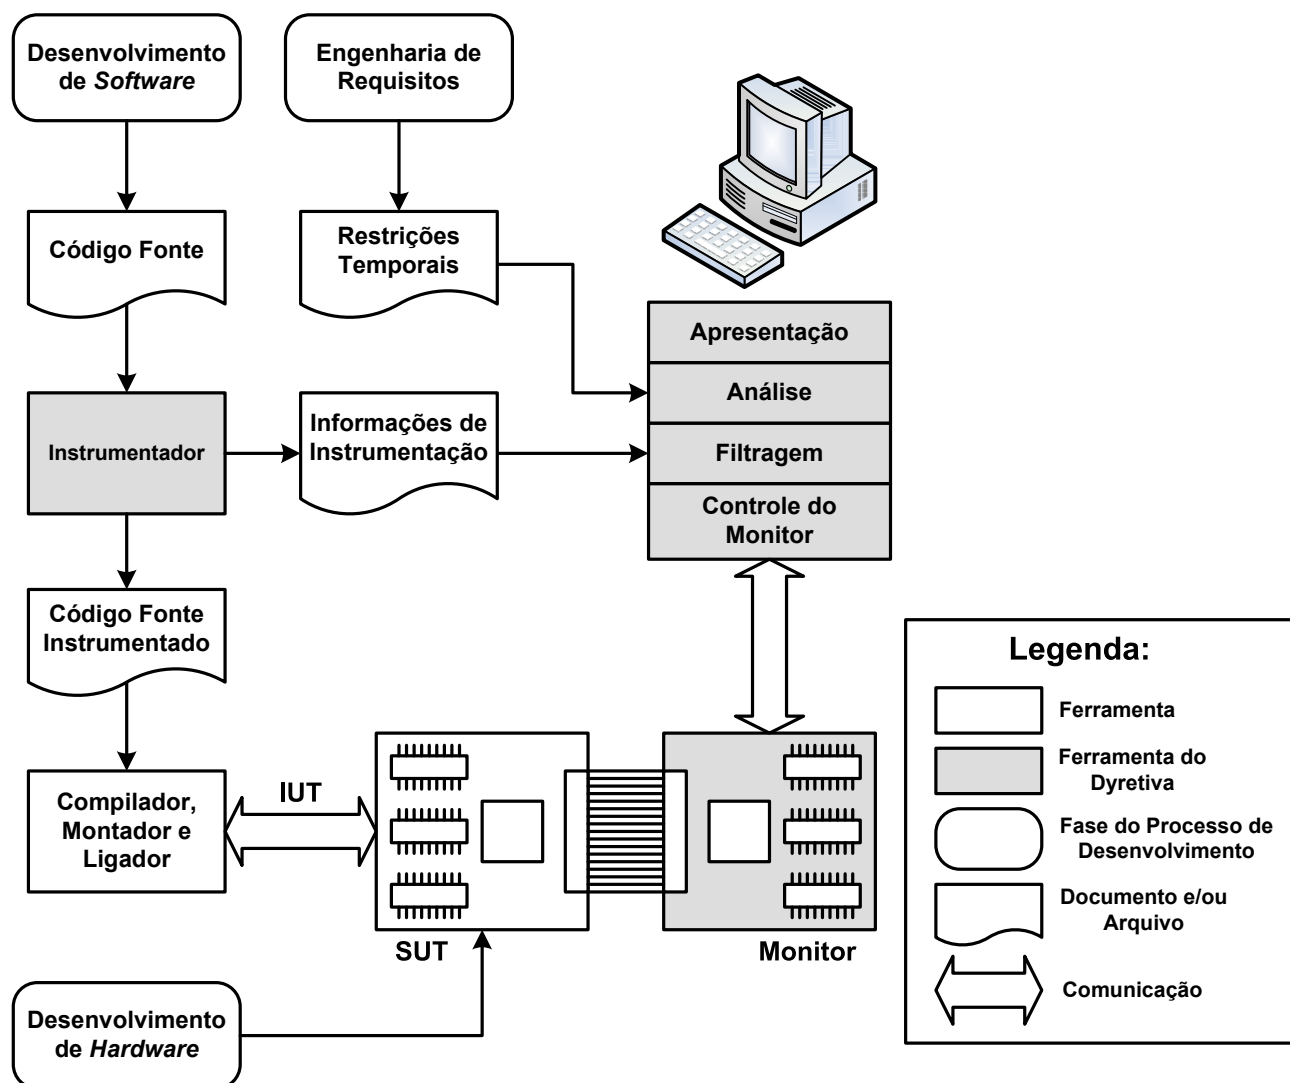 Desenvolvimento
de Software
Engenharia de
Requisitos
Código Fonte
Restrições
Temporais
Apresentação
Análise
Filtragem
Controle do
Monitor
Instrumentador
Informações de
Instrumentação
Código Fonte
Instrumentado
Compilador,
Montador e
Ligador
IUT
SUT
Monitor
Desenvolvimento
de Hardware
Legenda:
Ferramenta
Ferramenta do
Dyretiva
Fase do Processo de
Desenvolvimento
Documento e/ou
Arquivo
Comunicação